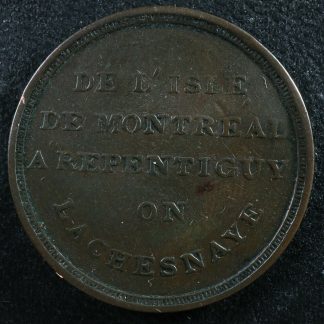 DE L'ISLE
DE MONTREAL
A REPENTIGUY
ON
LACHESNAYE